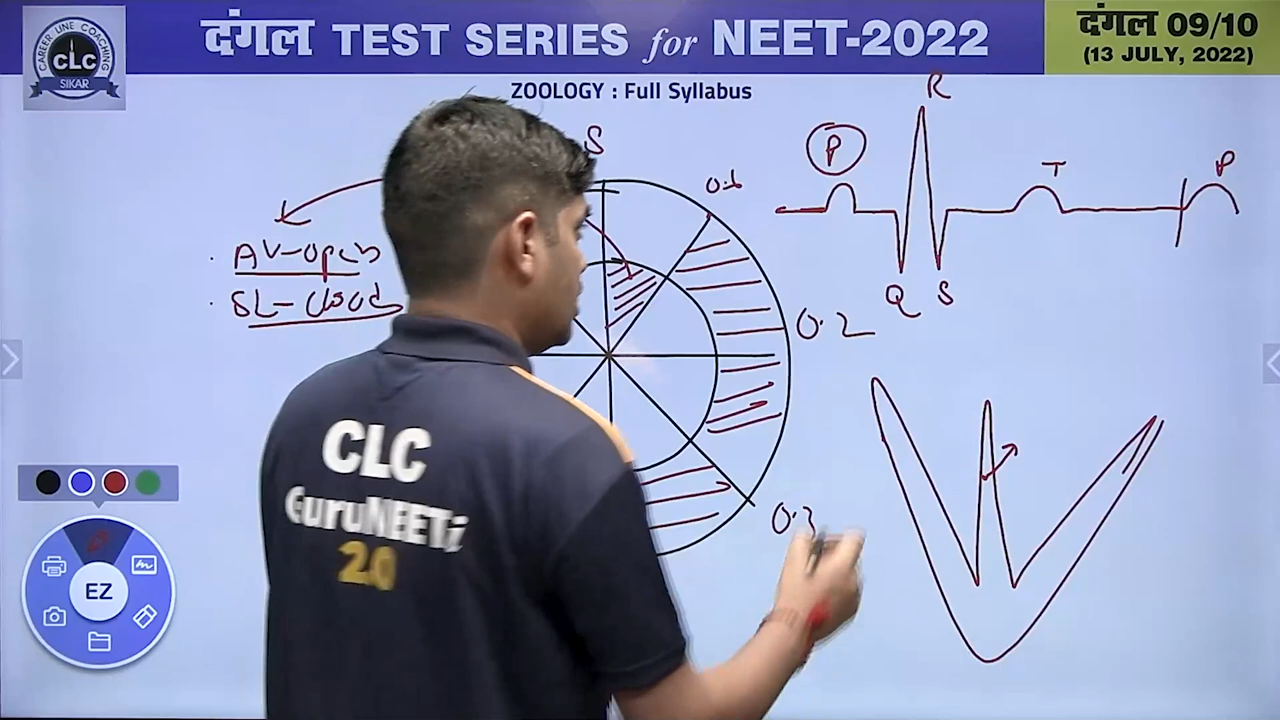 दंगल TEST SERIES for NEET-2022
दंगल 09/10
(13 JULY, 2022)
CAREER LINE COACHING
CLC
SIKAR
ZOOLOGY : Full Syllabus
S
0.1
P
R
T
P
Q S
AV-open
SL-closed
0.2
0.3
CLC
GuruNEETi
2.0
EZ